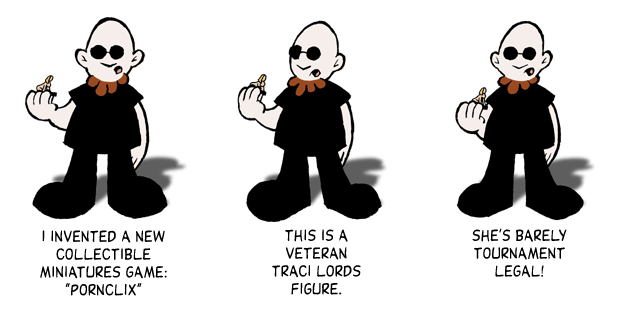 I INVENTED A NEW
COLLECTIBLE
MINIATURES GAME:
"PORNCLIX"
THIS IS A
VETERAN
TRACI LORDS
FIGURE.
SHE'S BARELY
TOURNAMENT
LEGAL!